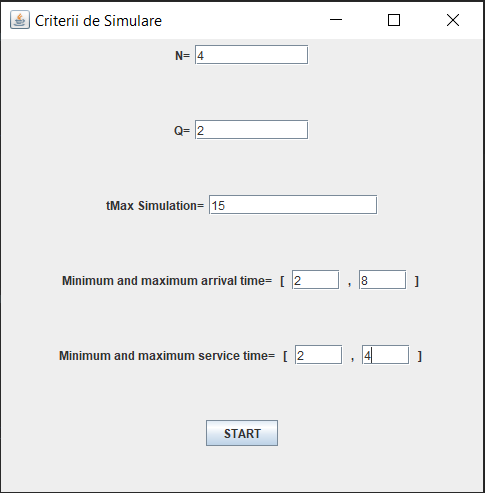 Criterii de Simulare
N= 4
Q= 2
tMax Simulation= 15
Minimum and maximum arrival time= [ 2 , 8 ]
Minimum and maximum service time= [ 2 , 4 ]
START